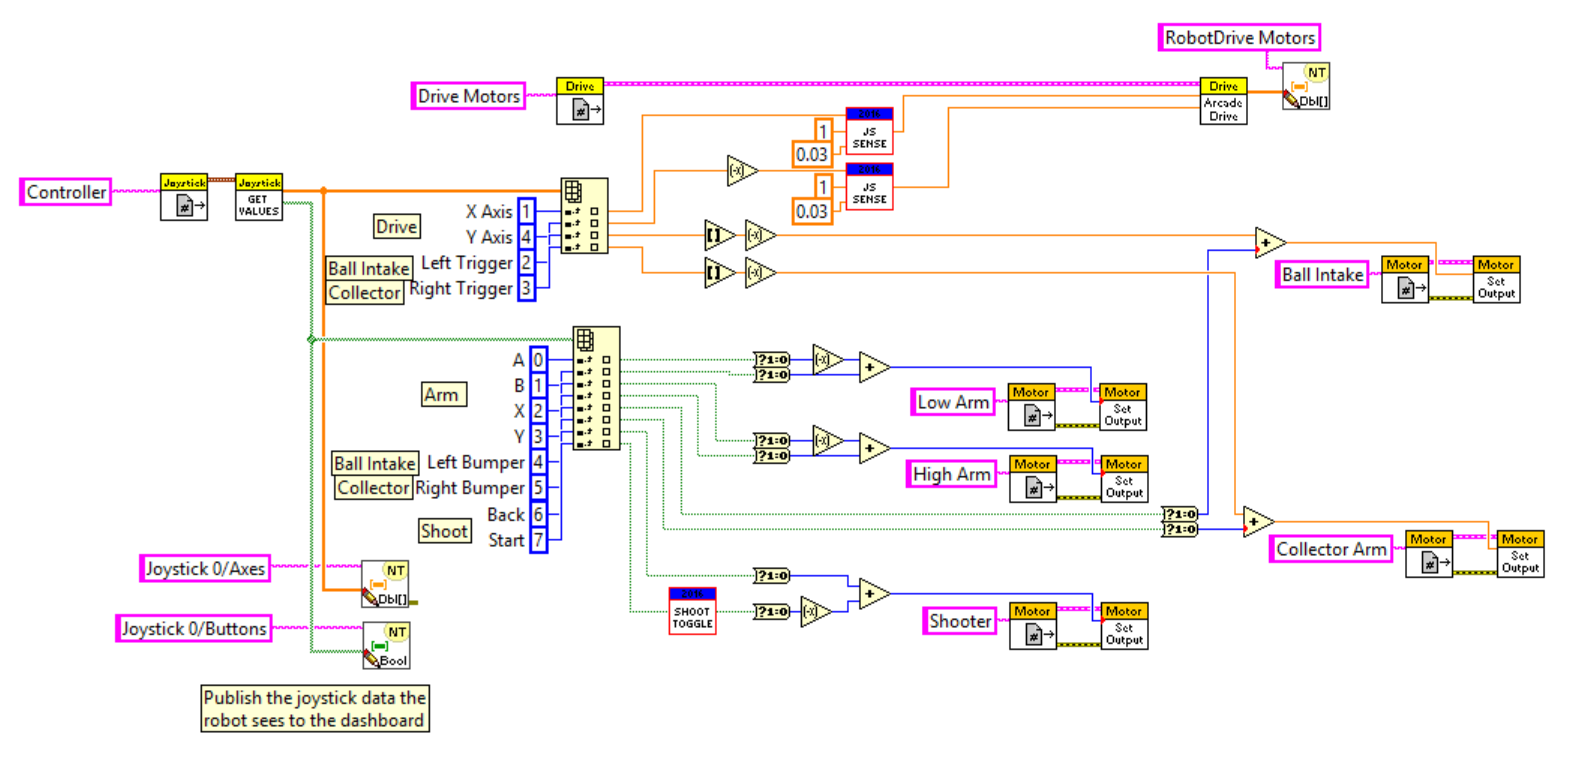 RobotDrive Motors
NT
Dbl[]
Drive Motors
Drive
#
Drive
Arcade
Drive
2016
JS
SENSE
1
0.03
(-x)
2016
JS
SENSE
1
0.03
Controller
Joystick
#
Joystick
GET
VALUES
Drive
X Axis 1
Y Axis 4
Ball Intake
Left Trigger 2
Collector
Right Trigger 3
[]
(-x)
[]
(-x)
+
Ball Intake
Motor
#
Motor
Set
Output
Arm
A 0
B 1
X 2
Y 3
Ball Intake
Left Bumper 4
Collector
Right Bumper 5
Shoot
Back 6
Start 7
?1:0
?1:0
(-x)
+
Low Arm
Motor
#
Motor
Set
Output
?1:0
?1:0
(-x)
+
High Arm
Motor
#
Motor
Set
Output
?1:0
?1:0
+
Collector Arm
Motor
#
Motor
Set
Output
Joystick 0/Axes
NT
Dbl[]
2016
SHOOT
TOGGLE
?1:0
?1:0
(-x)
+
Shooter
Motor
#
Motor
Set
Output
Joystick 0/Buttons
NT
Bool
Publish the joystick data the
robot sees to the dashboard